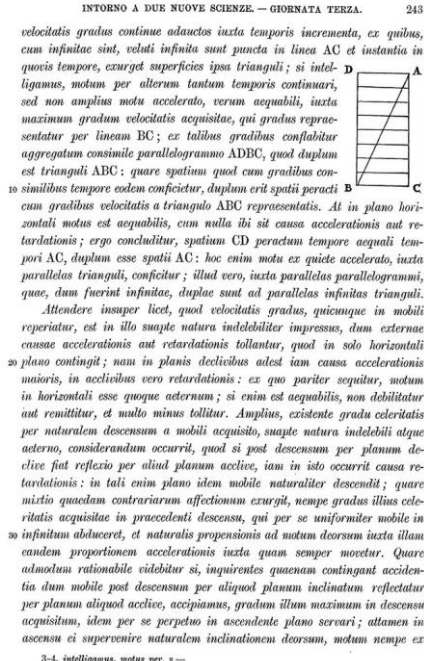 INTORNO A DUE NUOVE SCIENZE. — GIORNATA TERZA. 243
velocitatis gradus continue adauctos iuxta temporis incrementa, ex quibus,
cum infinitae sint, veluti infinita sunt puncta in linea AC et instantia in
quovis tempore, exurget superficies ipsa trianguli; si intel-
ligamus, motum per alterum tantum temporis continuari,
sed non amplius motu accelerato, verum aequabili, iuxta
maximum gradum velocitatis acquisitae, qui gradus reprae-
sentatur per lineam BC; ex talibus gradibus conflabitur
aggregatum consimile parallelogrammo ADBC, quod duplum
est trianguli ABC: quare spatium quod cum gradibus con-
10 similibus tempore eodem conficietur, duplum erit spatii peracti
cum gradibus velocitatis a triangulo ABC repraesentatis. At in plano hori-
zontali motus est aequabilis, cum nulla ibi sit causa accelerationis aut re-
tardationis; ergo concluditur, spatium CD peractum tempore aequali tem-
pori AC, duplum esse spatii AC: hoc enim motu ex quiete accelerato, iuxta
parallelas trianguli, conficitur; illud vero, iuxta parallelas parallelogrammi,
quae, dum fuerint infinitae, duplae sunt ad parallelas infinitas trianguli.
Attendere insuper licet, quod velocitatis gradus, quicunque in mobili
reperiatur, est in illo suapte natura indelebiliter impressus, dum externae
causae accelerationis aut retardationis tollantur, quod in solo horizontali
20 plano contingit; nam in planis declivibus adest iam causa accelerationis
maioris, in acclivibus vero retardationis: ex quo pariter sequitur, motum
in horizontali esse quoque aeternum; si enim est aequabilis, non debilitatur
aut remittitur, et multo minus tollitur. Amplius, existente gradu celeritatis
per naturalem descensum a mobili acquisito, suapte natura indelebili atque
aeterno, considerandum occurrit, quod si post descensum per planum de-
clive fiat reflexio per aliud planum acclive, iam in isto occurrit causa re-
tardationis: in tali enim plano idem mobile naturaliter descendit; quare
mixtio quaedam contrariarum affectionum exurgit, nempe gradus illius cele-
ritatis acquisitae in praecedenti descensu, qui per se uniformiter mobile in
30 infinitum abduceret, et naturalis propensionis ad motum deorsum iuxta illam
eandem proportionem accelerationis iuxta quam semper movetur. Quare
admodum rationabile videbitur si, inquirentes quaenam contingant acciden-
tia dum mobile post descensum per aliquod planum inclinatum reflectatur
per planum aliquod acclive, accipiamus, gradum illum maximum in descensu
acquisitum, idem per se perpetuo in ascendente plano servari; attamen in
ascensu ei supervenire naturalem inclinationem deorsum, motum nempe ex
3-4. intelligamus, motus per, s —
D A
B C